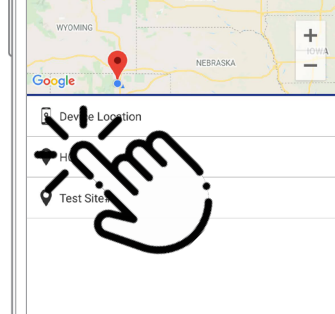 WYOMING
IOWA
NEBRASKA
Google
Device Location
Test Site